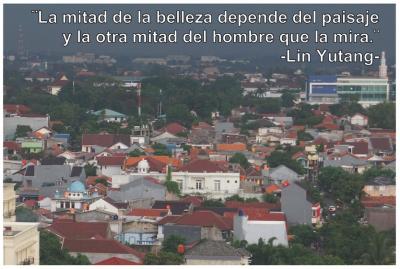 ¨La mitad de la belleza depende del paisaje
y la otra mitad del hombre que la mira.¨
-Lin Yutang-